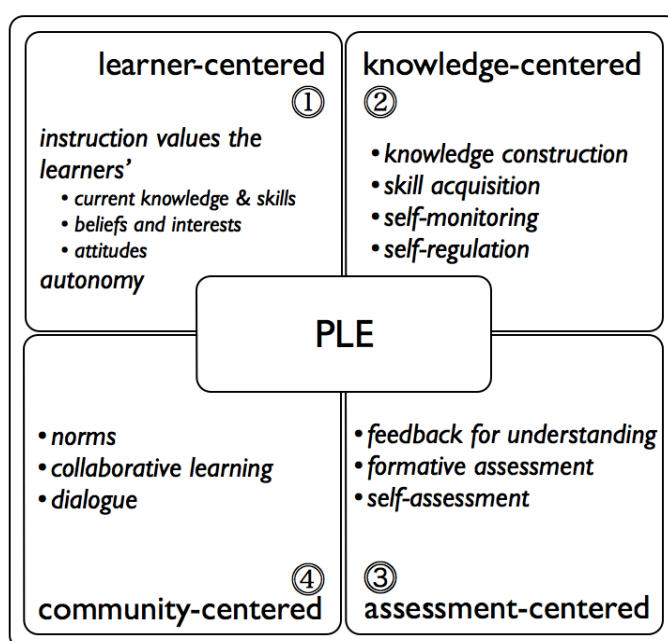 learner-centered
①
instruction values the
learners’
• current knowledge & skills
• beliefs and interests
• attitudes
autonomy
knowledge-centered
②
• knowledge construction
• skill acquisition
• self-monitoring
• self-regulation
PLE
• norms
• collaborative learning
• dialogue
④
community-centered
• feedback for understanding
• formative assessment
• self-assessment
③
assessment-centered